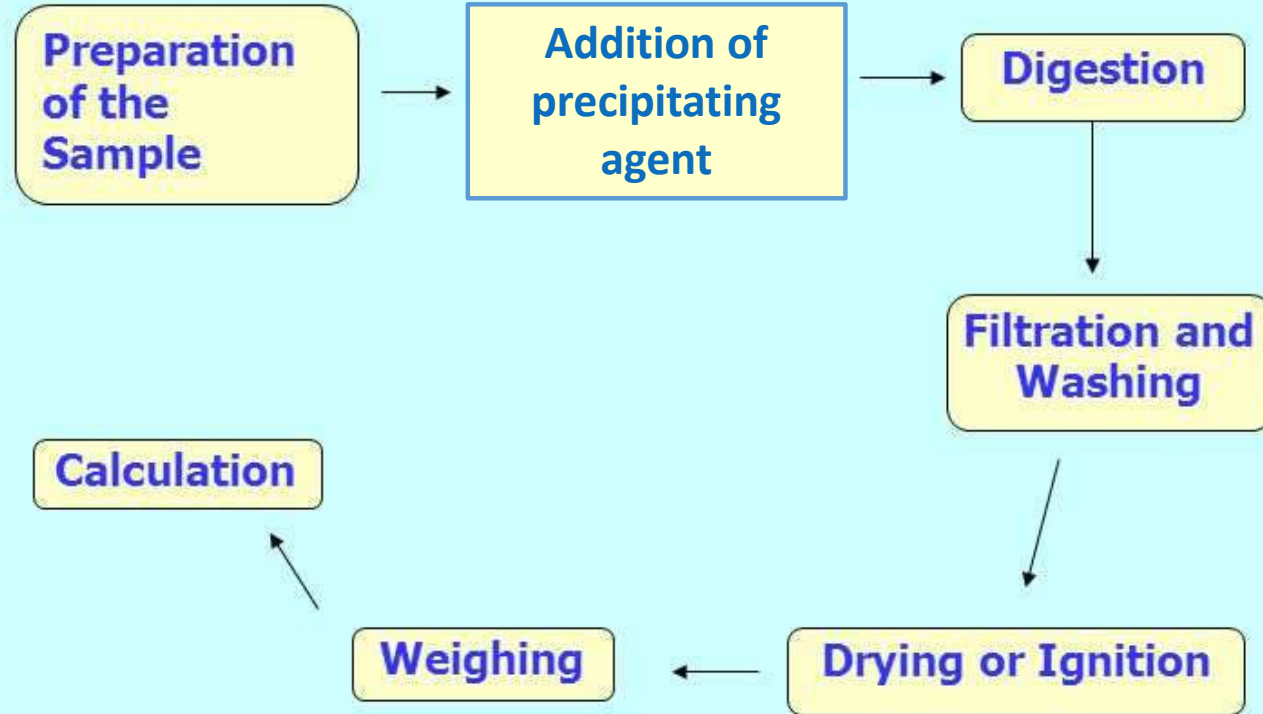 Preparation
of the
Sample
Addition of
precipitating
agent
Digestion
Filtration and
Washing
Drying or Ignition
Weighing
Calculation